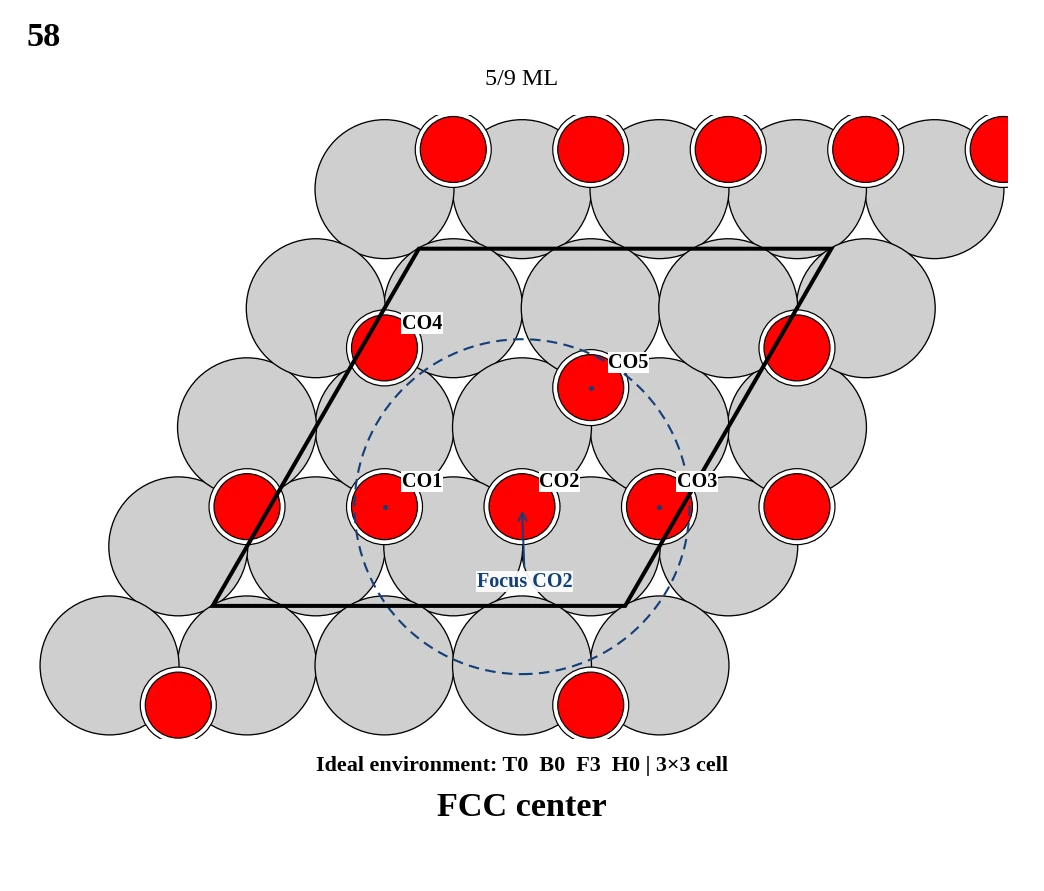 58
5/9 ML
CO4
CO5
CO1
CO2
CO3
Focus CO2
Ideal environment: T0  B0  F3  H0 | 3×3 cell
FCC center